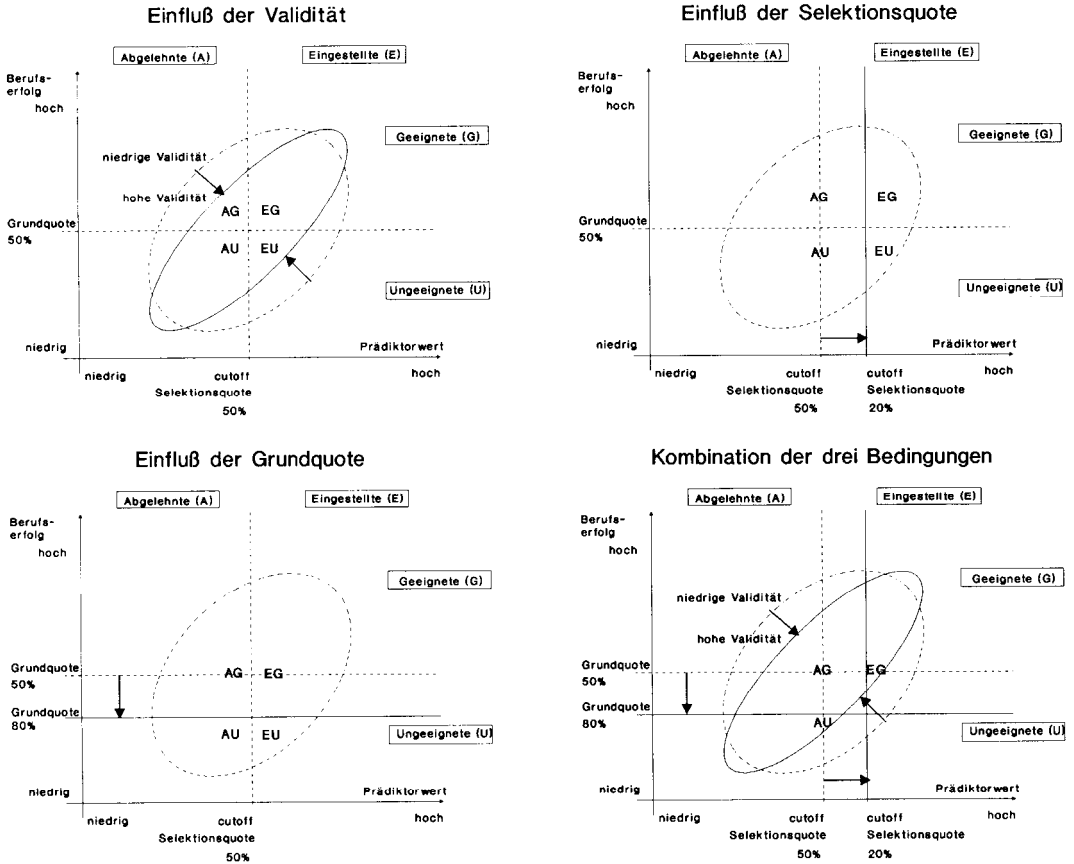 Einfluß der Validität
Abgelehnte (A)
Eingestellte (E)
Berufs-
erfolg
hoch
Geeignete (G)
niedrige Validität
hohe Validität
AG EG
Grundquote
50%
AU EU
Ungeeignete (U)
niedrig
Prädiktorwert
niedrig
cutoff
hoch
Selektionsquote
50%
Einfluß der Selektionsquote
Abgelehnte (A)
Eingestellte (E)
Berufs-
erfolg
hoch
Geeignete (G)
AG EG
Grundquote
50%
AU EU
Ungeeignete (U)
niedrig
Prädiktorwert
niedrig
cutoff
cutoff
hoch
Selektionsquote
Selektionsquote
50%
20%
Einfluß der Grundquote
Abgelehnte (A)
Eingestellte (E)
Berufs-
erfolg
hoch
Geeignete (G)
Grundquote
50%
AG EG
Grundquote
80%
AU EU
Ungeeignete (U)
niedrig
Prädiktorwert
niedrig
cutoff
hoch
Selektionsquote
50%
Kombination der drei Bedingungen
Abgelehnte (A)
Eingestellte (E)
Berufs-
erfolg
hoch
Geeignete (G)
niedrige Validität
hohe Validität
Grundquote
50%
AG EG
Grundquote
80%
AU
Ungeeignete (U)
niedrig
Prädiktorwert
niedrig
cutoff
cutoff
hoch
Selektionsquote
Selektionsquote
50%
20%